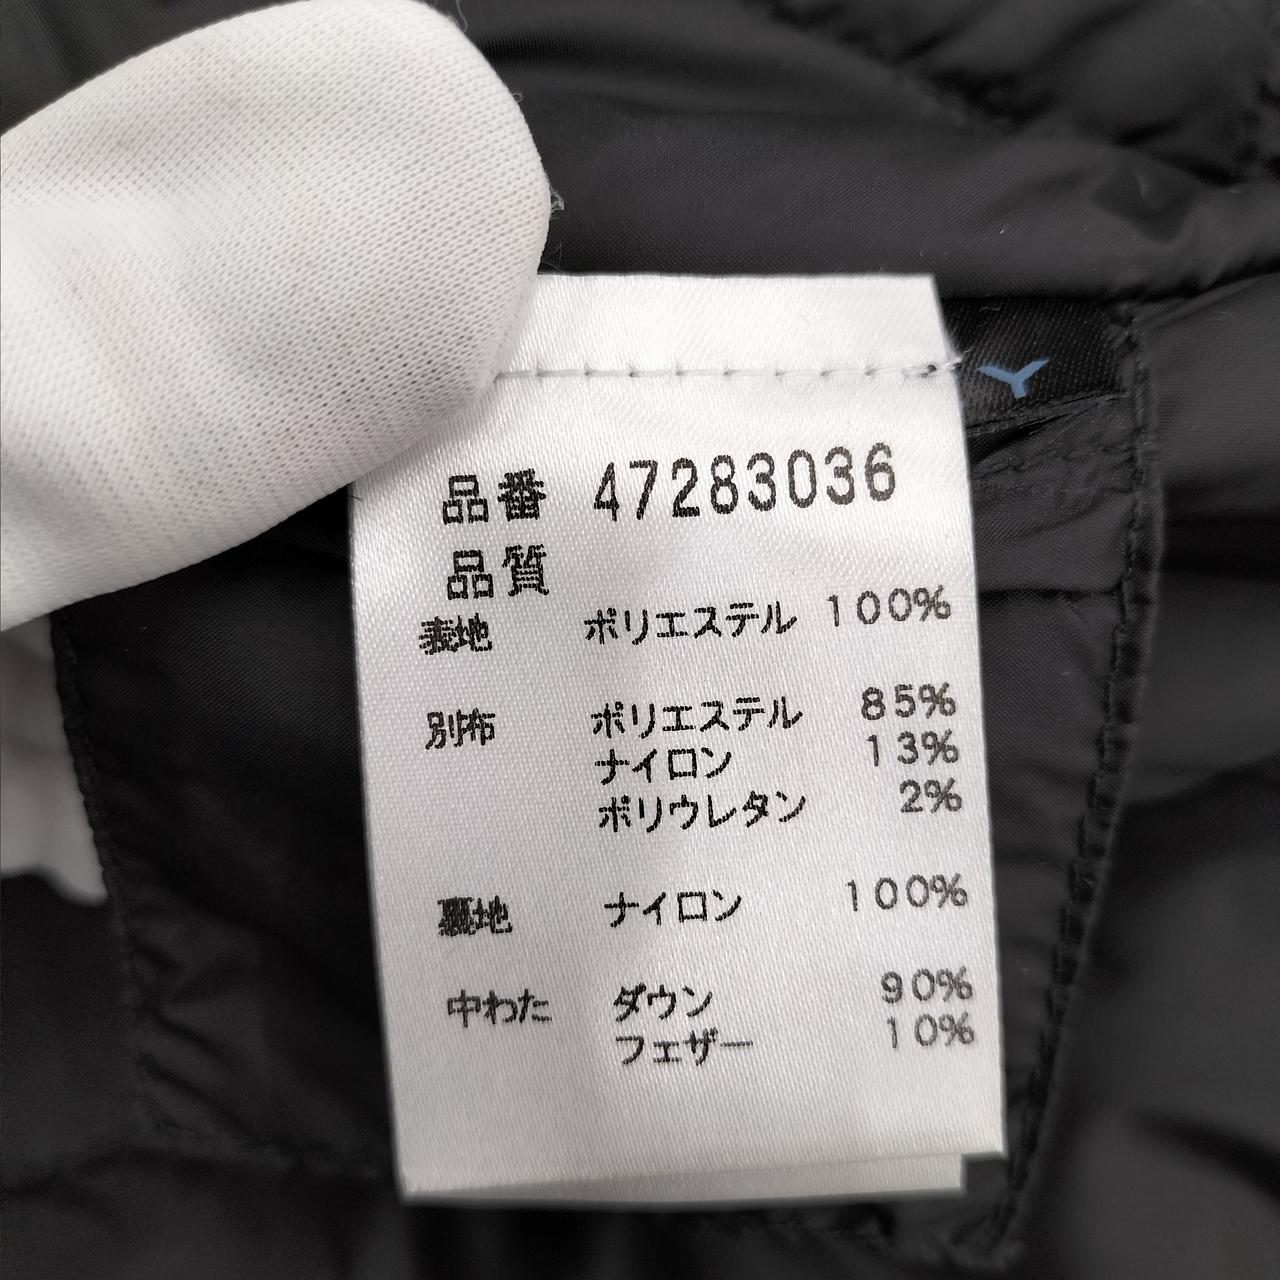 品番 47283036
品質
表地 ポリエステル 100%
別布 ポリエステル 85%
ナイロン 13%
ポリウレタン 2%
裏地 ナイロン 100%
中わた ダウン 90%
フェザー 10%
Y